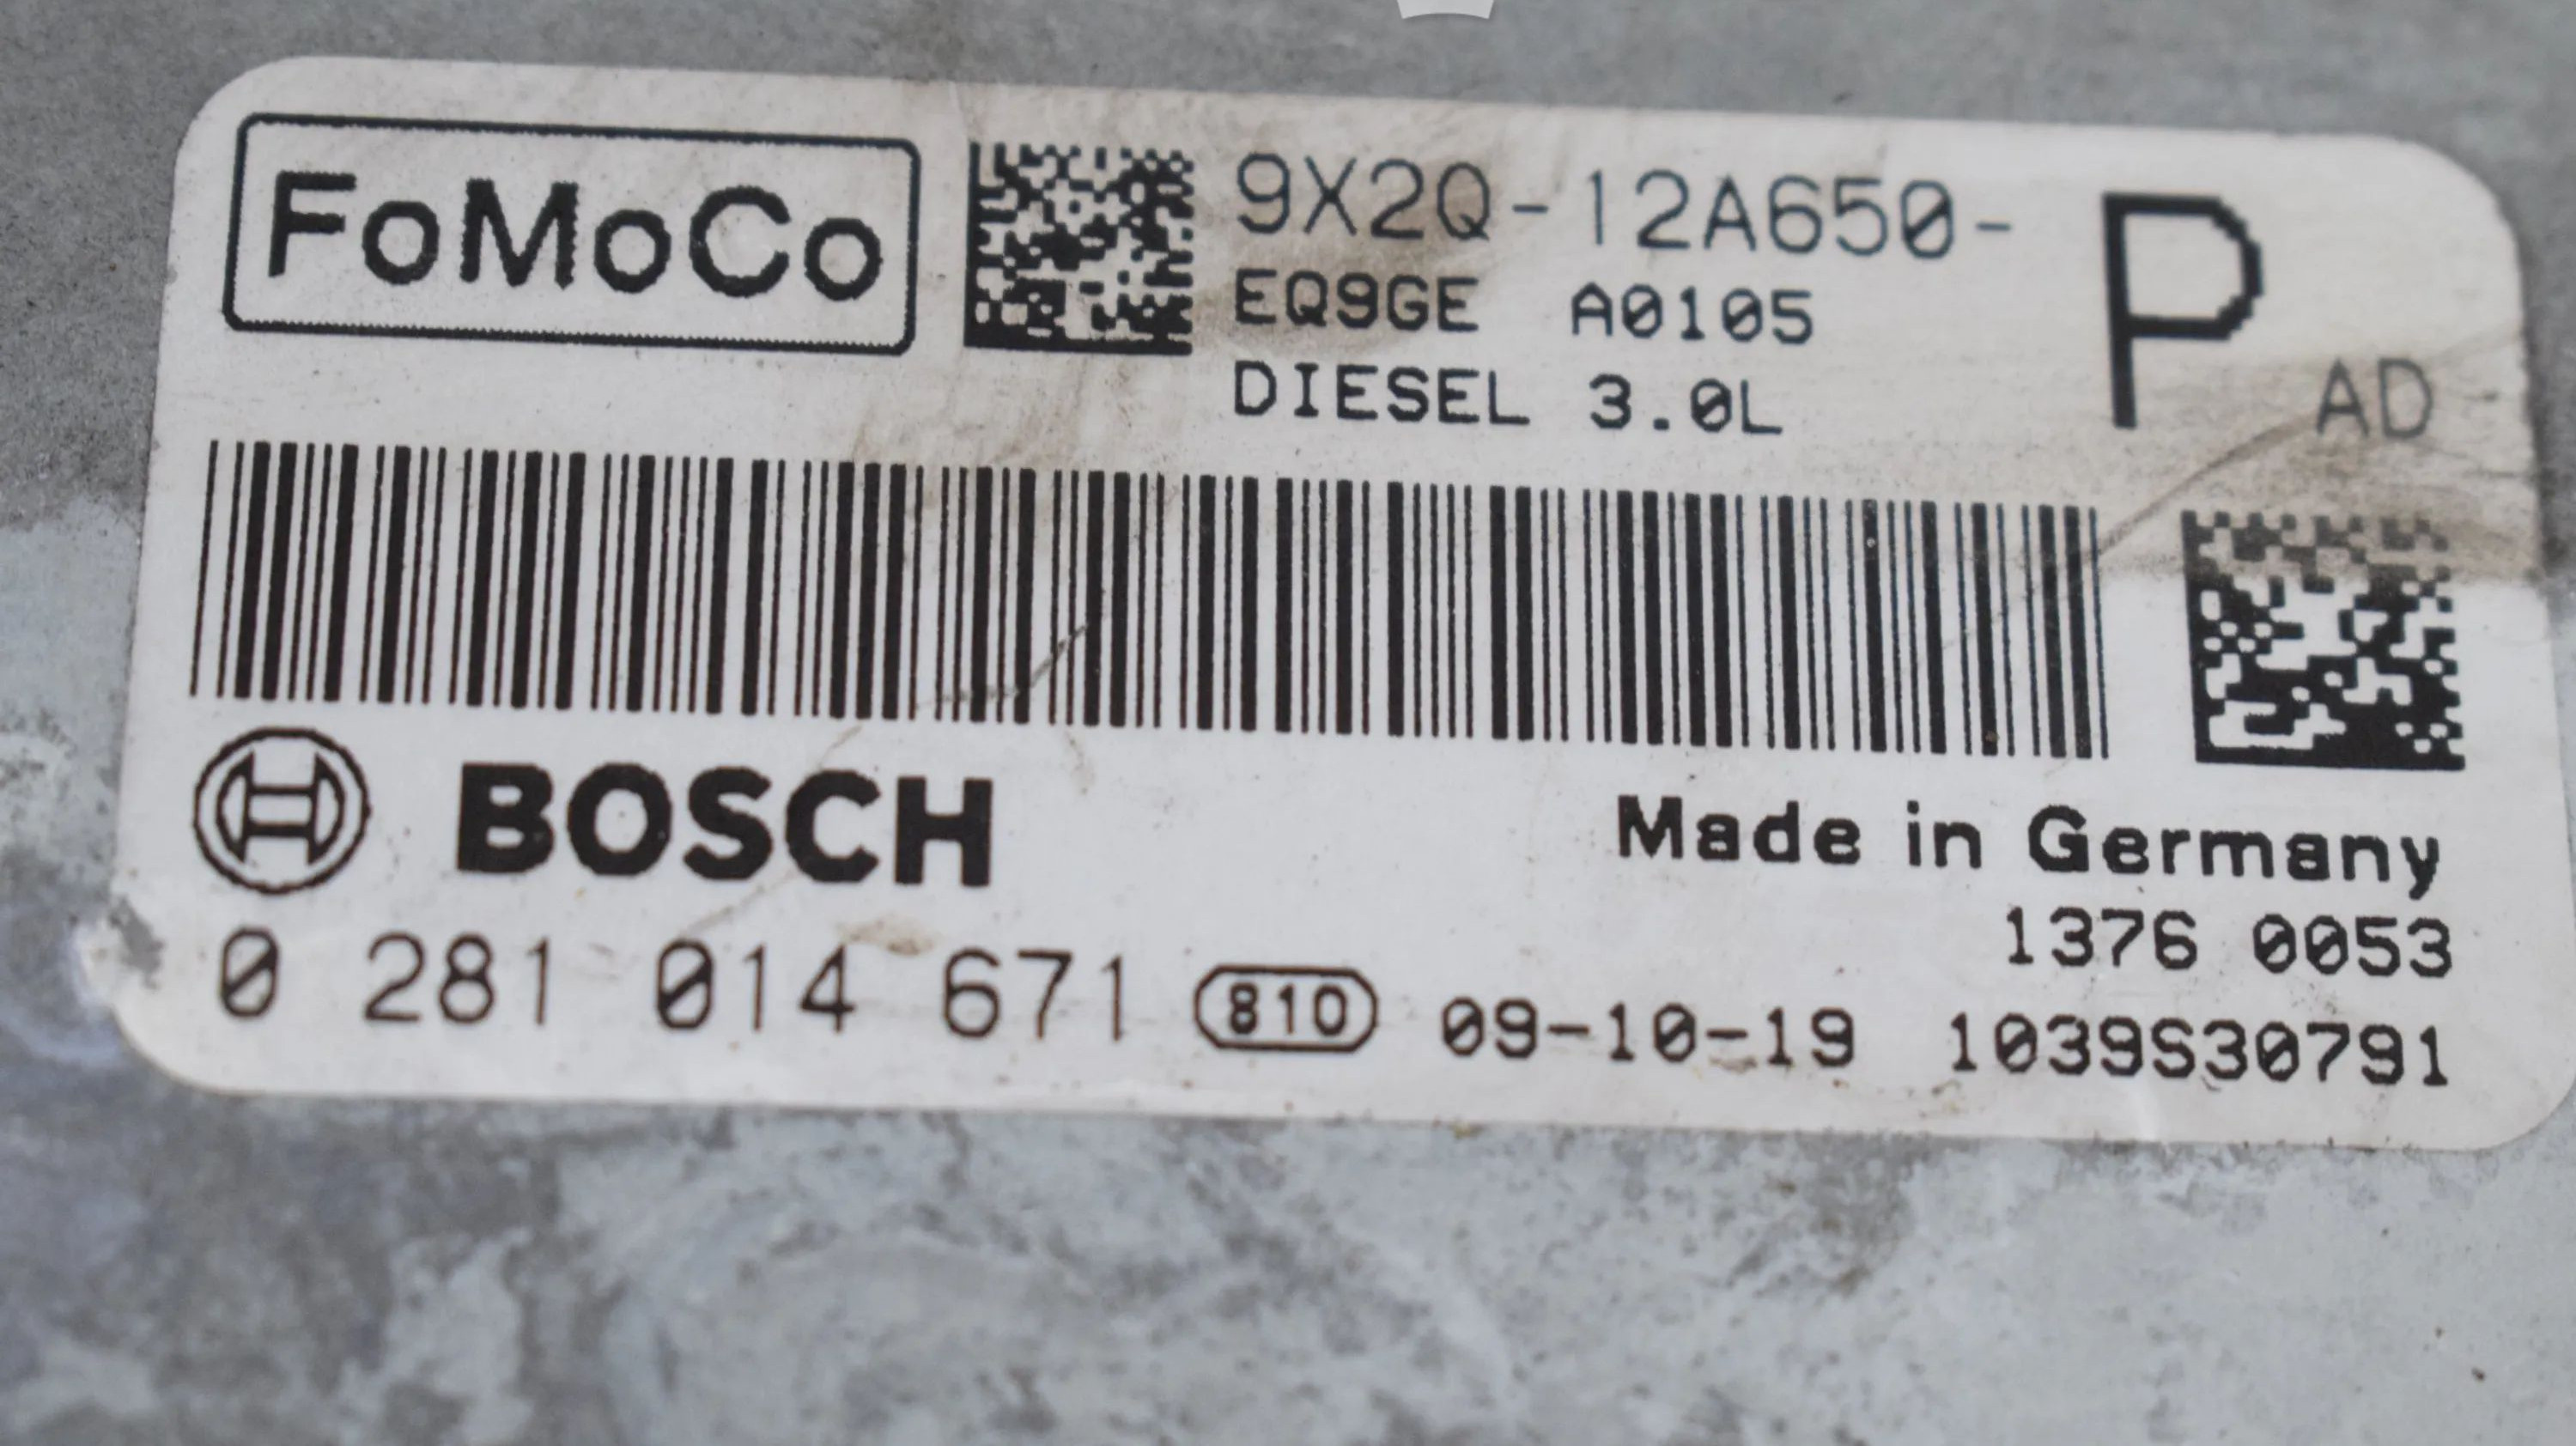 FoMoCo
9X2Q-12A650- P AD
EQ9GE A0105
DIESEL 3.0L
BOSCH
Made in Germany
1376 0053
0 281 014 671 810 09-10-19 1039S30791